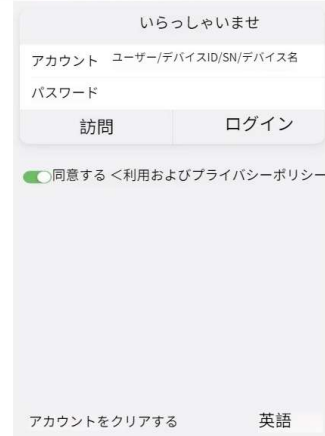 いらっしゃいませ
アカウント ユーザー/デバイスID/SN/デバイス名
パスワード
訪問 ログイン
同意する <利用およびプライバシーポリシー
アカウントをクリアする 英語